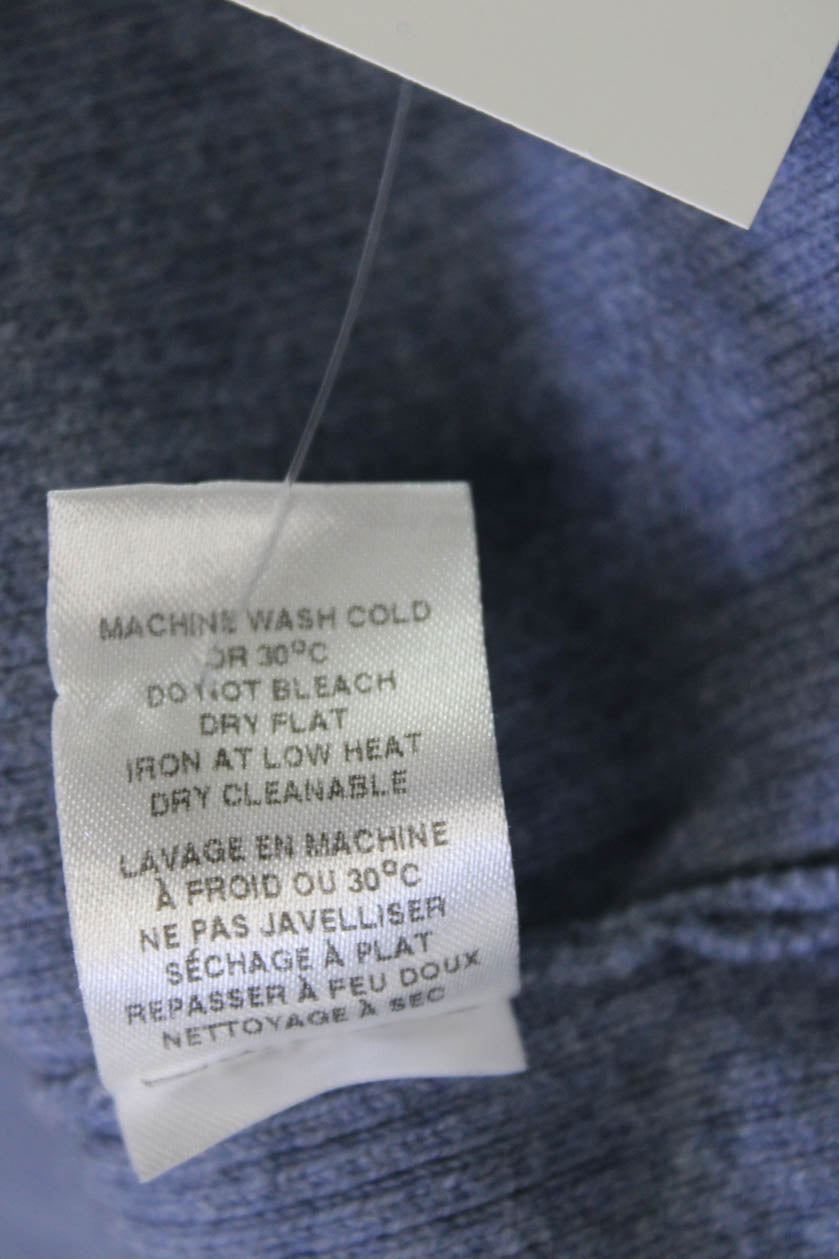 MACHINE WASH COLD
OR 30°C
DO NOT BLEACH
DRY FLAT
IRON AT LOW HEAT
DRY CLEANABLE
LAVAGE EN MACHINE
À FROID OU 30°C
NE PAS JAVELLISER
SÉCHAGE À PLAT
REPASSER À FEU DOUX
NETTOYAGE À SEC